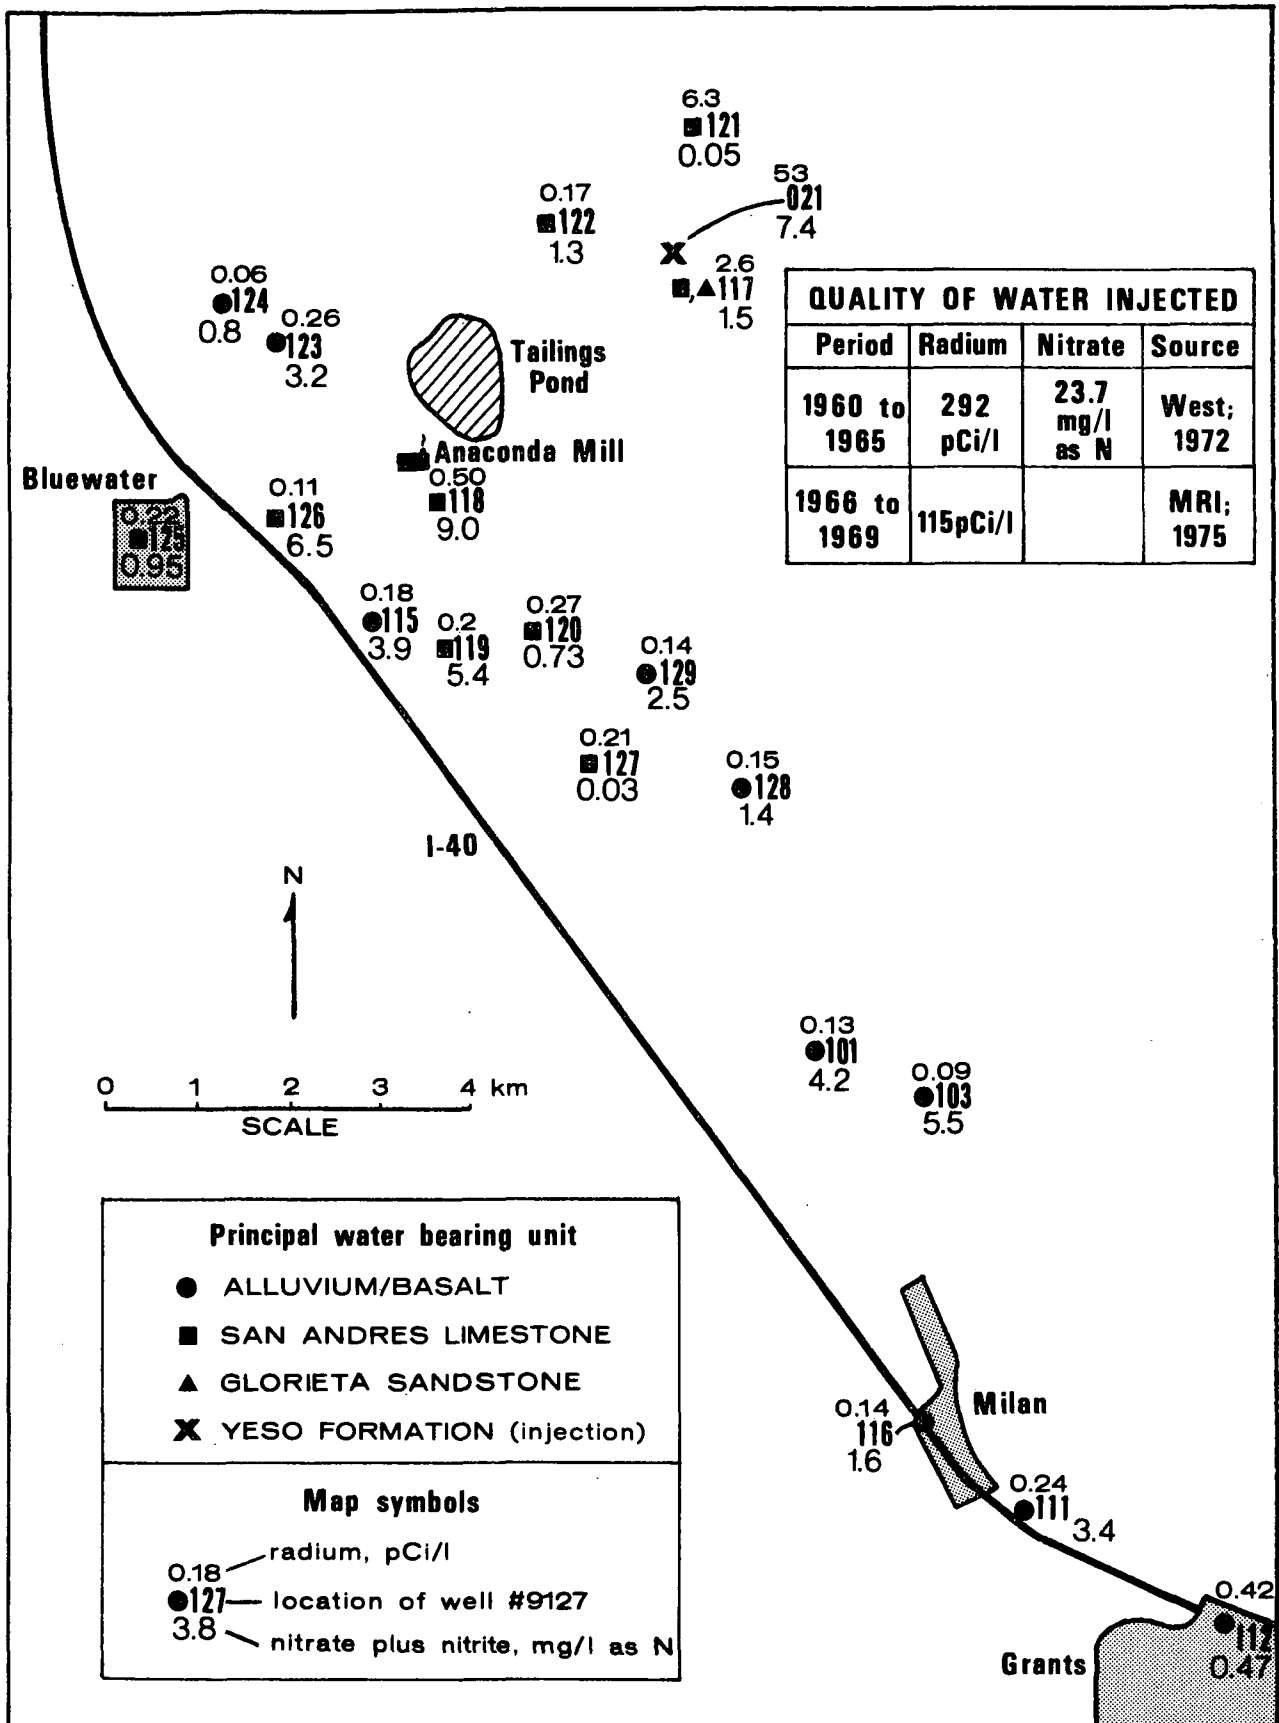 6.3
121
0.05
53
021
7.4
0.17
122
1.3
2.6
,117
1.5
0.06
124
0.8
0.26
123
3.2
Tailings
Pond
QUALITY OF WATER INJECTED
Period Radium Nitrate Source
1960 to 1965 292 pCi/l 23.7 mg/l as N West; 1972
1966 to 1969 115pCi/l MRI; 1975
Anaconda Mill
Bluewater
0.50
118
9.0
0.11
126
6.5
0.22
125
0.95
0.18
115
3.9
0.2
119
5.4
0.27
120
0.73
0.14
129
2.5
0.21
127
0.03
0.15
128
1.4
I-40
N
0 1 2 3 4 km
SCALE
0.13
101
4.2
0.09
103
5.5
Principal water bearing unit
ALLUVIUM/BASALT
SAN ANDRES LIMESTONE
GLORIETA SANDSTONE
X YESO FORMATION (injection)
Map symbols
radium, pCi/l
0.18
127 location of well #9127
3.8
nitrate plus nitrite, mg/l as N
Milan
0.14
116
1.6
0.24
111
3.4
0.42
112
0.47
Grants